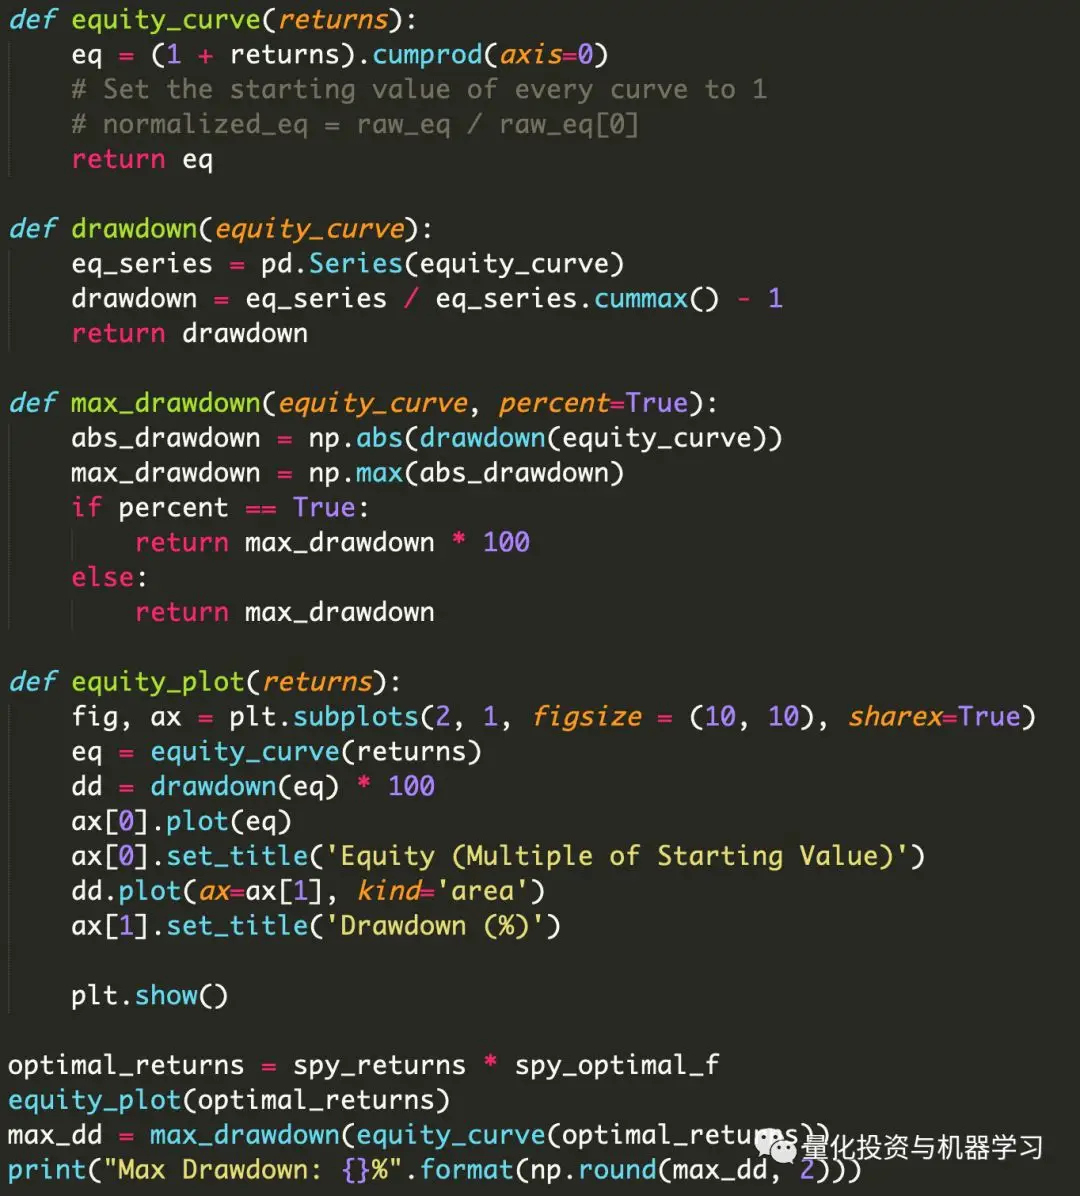 def equity_curve(returns):
    eq = (1 + returns).cumprod(axis=0)
    # Set the starting value of every curve to 1
    # normalized_eq = raw_eq / raw_eq[0]
    return eq

def drawdown(equity_curve):
    eq_series = pd.Series(equity_curve)
    drawdown = eq_series / eq_series.cummax() - 1
    return drawdown

def max_drawdown(equity_curve, percent=True):
    abs_drawdown = np.abs(drawdown(equity_curve))
    max_drawdown = np.max(abs_drawdown)
    if percent == True:
        return max_drawdown * 100
    else:
        return max_drawdown

def equity_plot(returns):
    fig, ax = plt.subplots(2, 1, figsize = (10, 10), sharex=True)
    eq = equity_curve(returns)
    dd = drawdown(eq) * 100
    ax[0].plot(eq)
    ax[0].set_title('Equity (Multiple of Starting Value)')
    dd.plot(ax=ax[1], kind='area')
    ax[1].set_title('Drawdown (%)')

    plt.show()

optimal_returns = spy_returns * spy_optimal_f
equity_plot(optimal_returns)
max_dd = max_drawdown(equity_curve(optimal_returns))
print("Max Drawdown: {}%".format(np.round(max_dd, 2)))
量化投资与机器学习